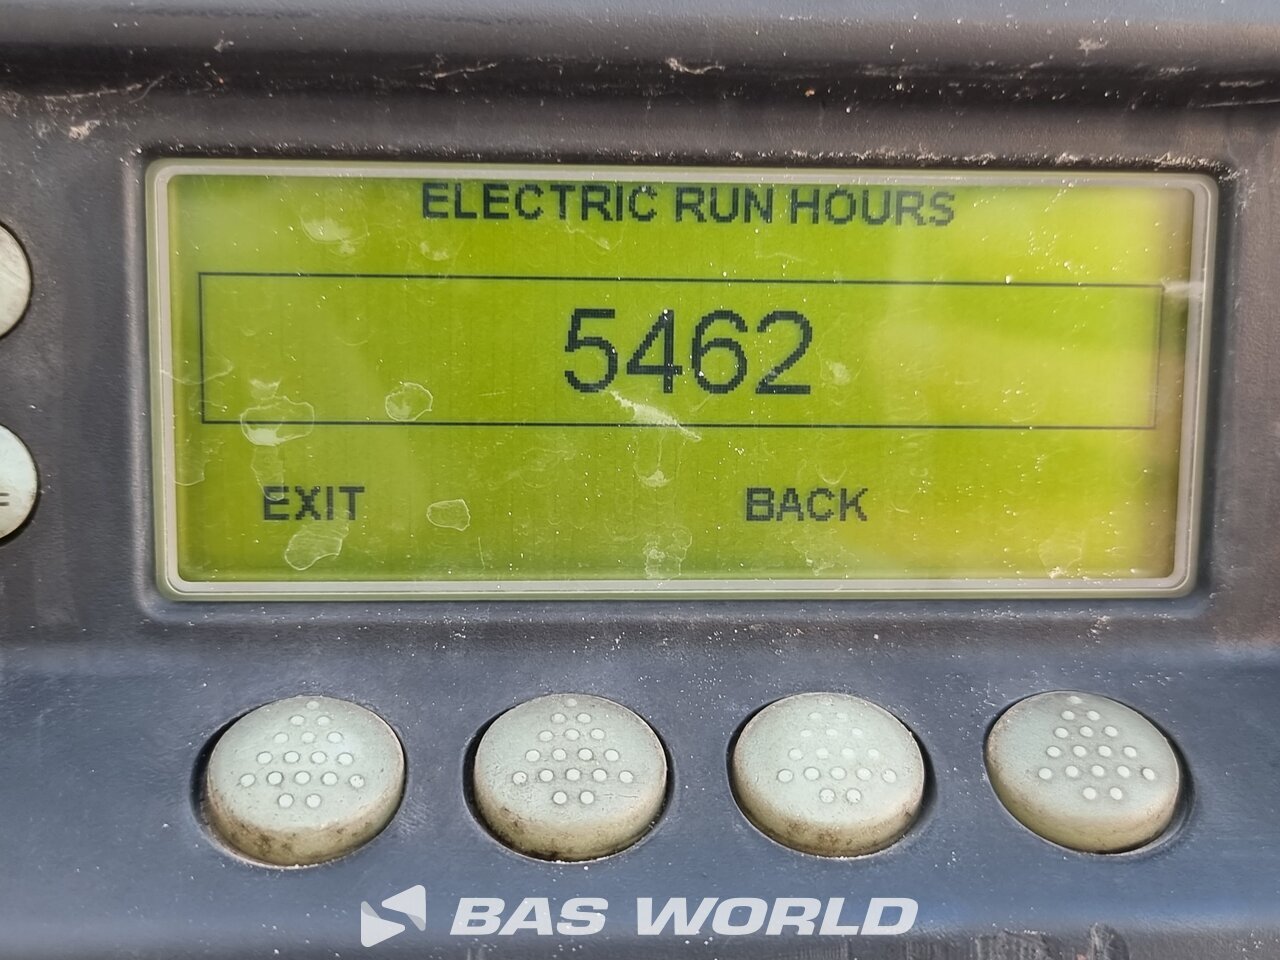 ELECTRIC RUN HOURS
5462
EXIT BACK
BAS WORLD